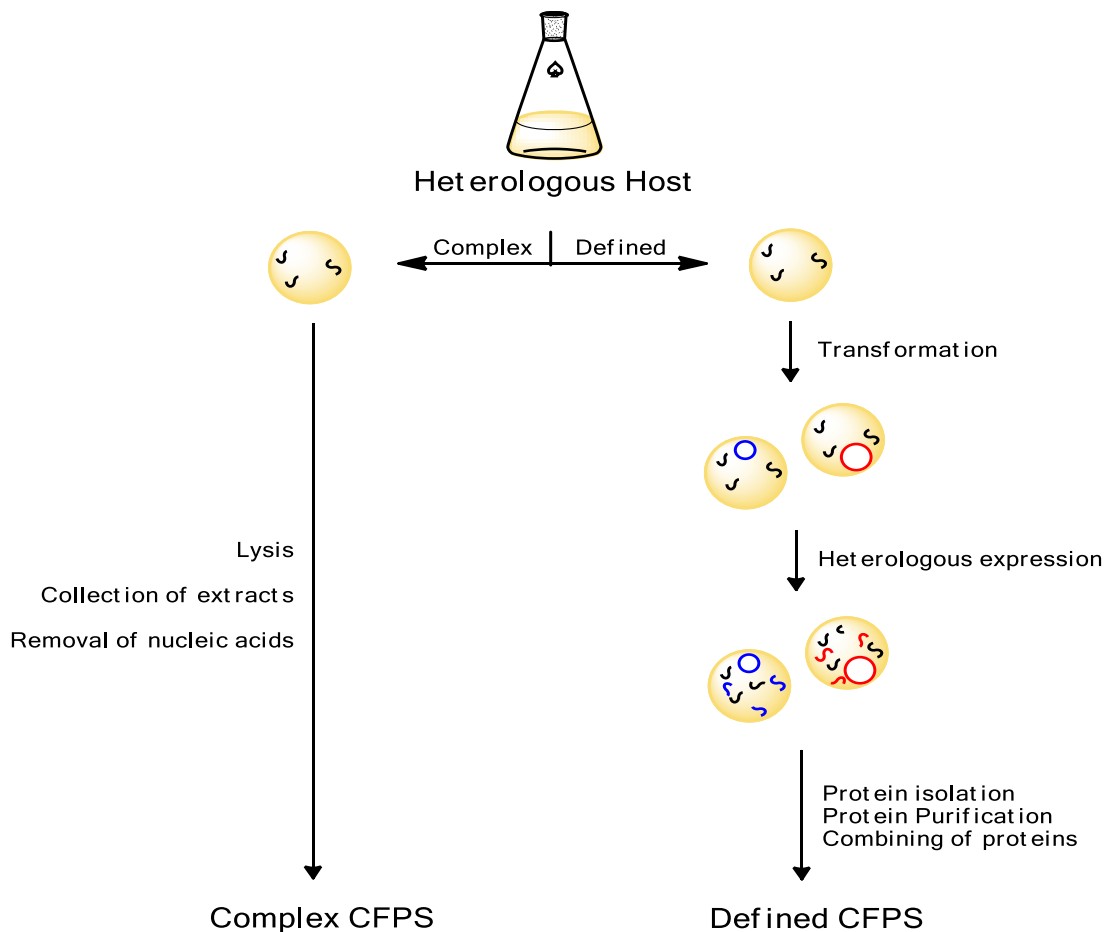 Heterologous Host
Complex
Defined
Transformation
Heterologous expression
Lysis
Collection of extracts
Removal of nucleic acids
Protein isolation
Protein Purification
Combining of proteins
Complex CFPS
Defined CFPS